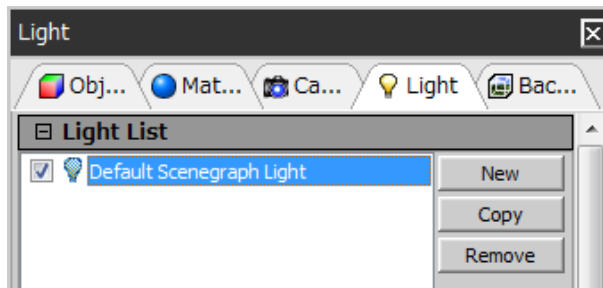 Light
Obj... Mat... Ca... Light Bac...
Light List
Default Scenegraph Light
New
Copy
Remove